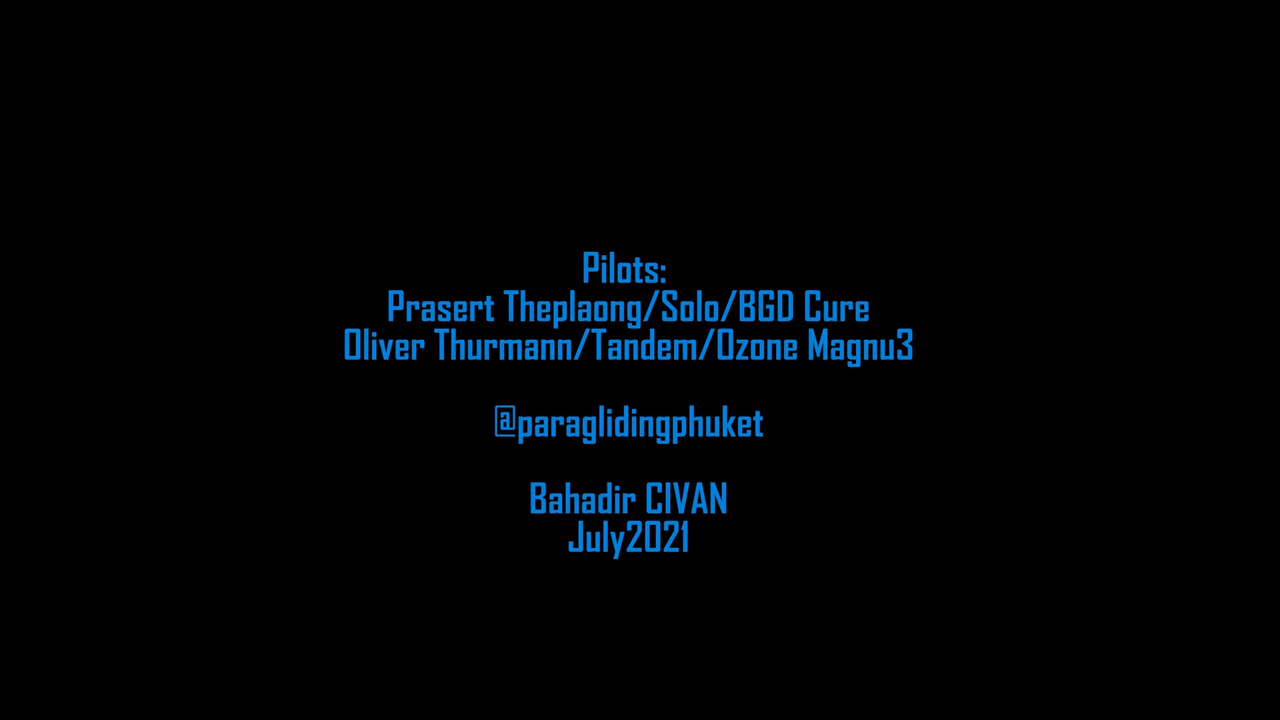 Pilots:
Prasert Theplaong/Solo/BGD Cure
Oliver Thurmann/Tandem/Ozone Magnu3
@paraglidingphuket
Bahadir CIVAN
July2021